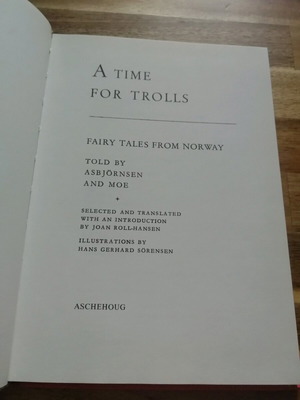 A TIME
FOR TROLLS
FAIRY TALES FROM NORWAY
TOLD BY
ASBJÖRNSEN
AND MOE
SELECTED AND TRANSLATED
WITH AN INTRODUCTION
BY JOAN ROLL-HANSEN
ILLUSTRATIONS BY
HANS GERHARD SÖRENSEN
ASCHEHOUG